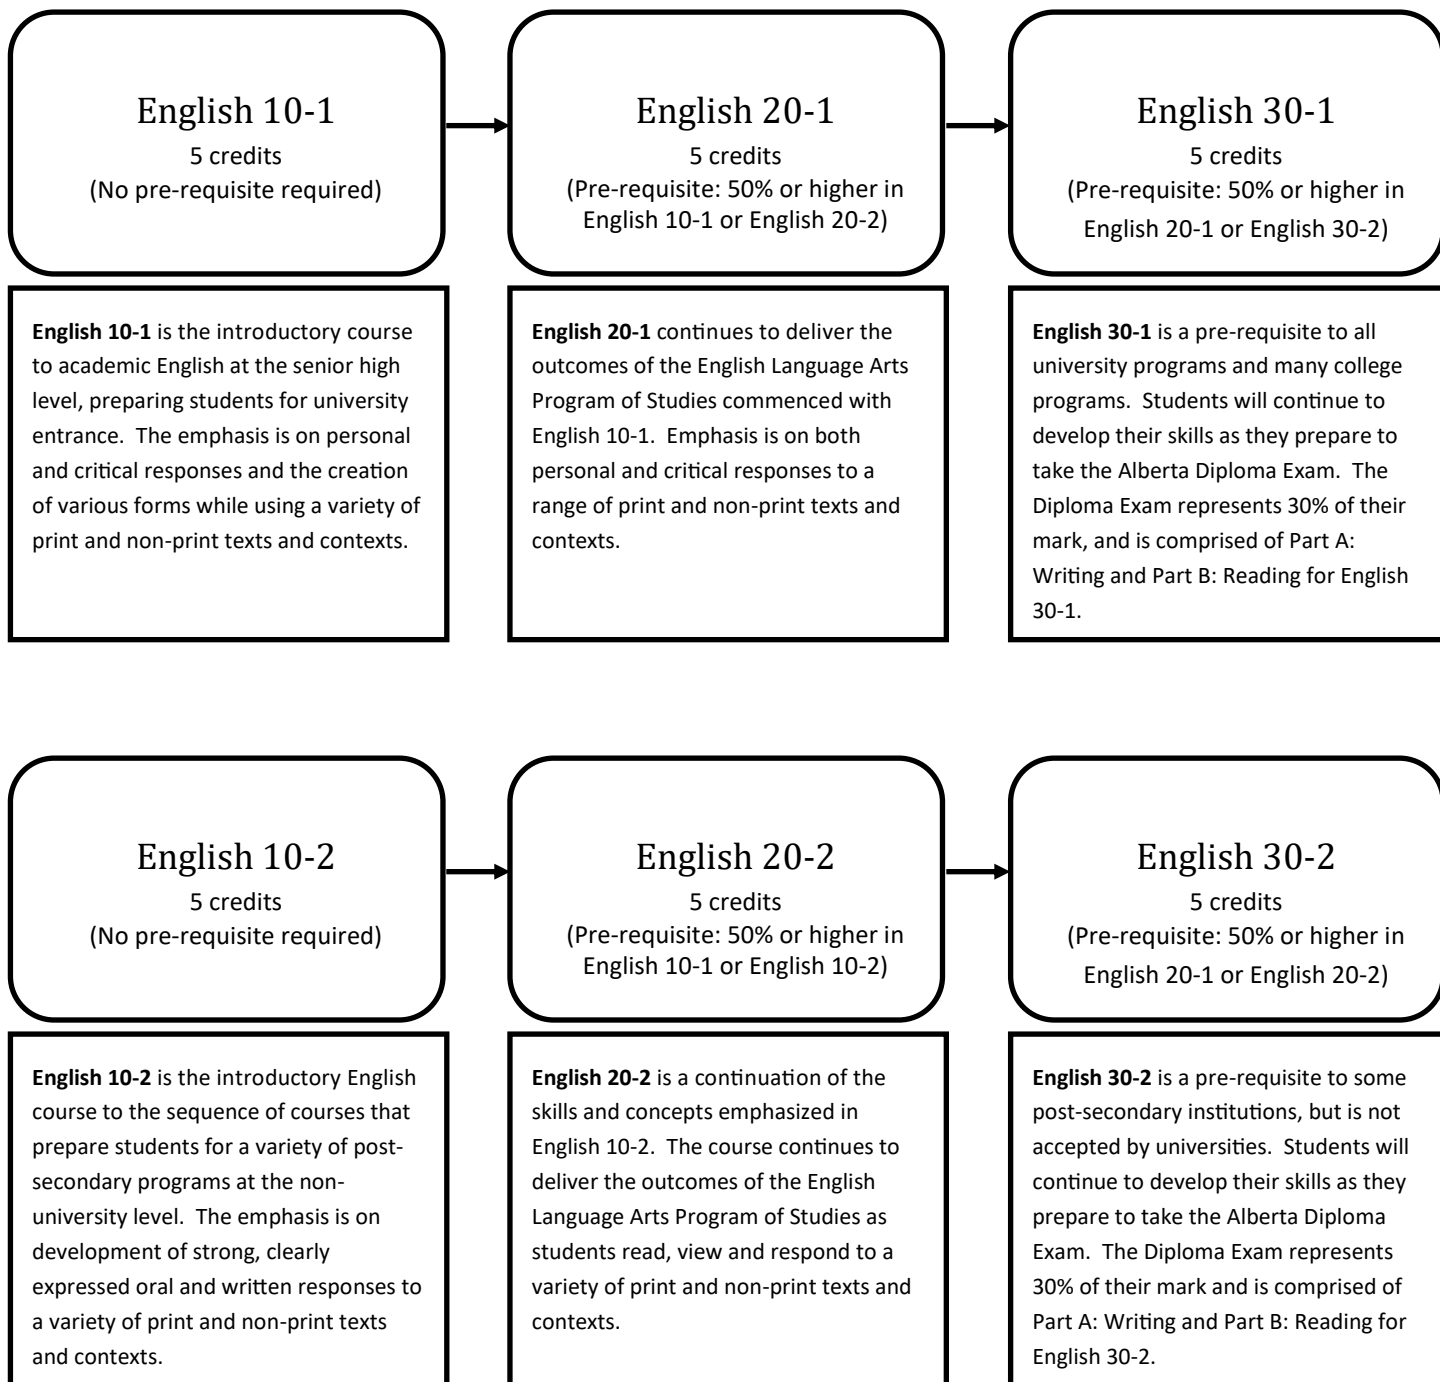 English 10-1
5 credits
(No pre-requisite required)
English 20-1
5 credits
(Pre-requisite: 50% or higher in
English 10-1 or English 20-2)
English 30-1
5 credits
(Pre-requisite: 50% or higher in
English 20-1 or English 30-2)
English 10-1 is the introductory course
to academic English at the senior high
level, preparing students for university
entrance.  The emphasis is on personal
and critical responses and the creation
of various forms while using a variety of
print and non-print texts and contexts.
English 20-1 continues to deliver the
outcomes of the English Language Arts
Program of Studies commenced with
English 10-1.  Emphasis is on both
personal and critical responses to a
range of print and non-print texts and
contexts.
English 30-1 is a pre-requisite to all
university programs and many college
programs.  Students will continue to
develop their skills as they prepare to
take the Alberta Diploma Exam.  The
Diploma Exam represents 30% of their
mark, and is comprised of Part A:
Writing and Part B: Reading for English
30-1.
English 10-2
5 credits
(No pre-requisite required)
English 20-2
5 credits
(Pre-requisite: 50% or higher in
English 10-1 or English 10-2)
English 30-2
5 credits
(Pre-requisite: 50% or higher in
English 20-1 or English 20-2)
English 10-2 is the introductory English
course to the sequence of courses that
prepare students for a variety of post-
secondary programs at the non-
university level.  The emphasis is on
development of strong, clearly
expressed oral and written responses to
a variety of print and non-print texts
and contexts.
English 20-2 is a continuation of the
skills and concepts emphasized in
English 10-2.  The course continues to
deliver the outcomes of the English
Language Arts Program of Studies as
students read, view and respond to a
variety of print and non-print texts and
contexts.
English 30-2 is a pre-requisite to some
post-secondary institutions, but is not
accepted by universities.  Students will
continue to develop their skills as they
prepare to take the Alberta Diploma
Exam.  The Diploma Exam represents
30% of their mark and is comprised of
Part A: Writing and Part B: Reading for
English 30-2.